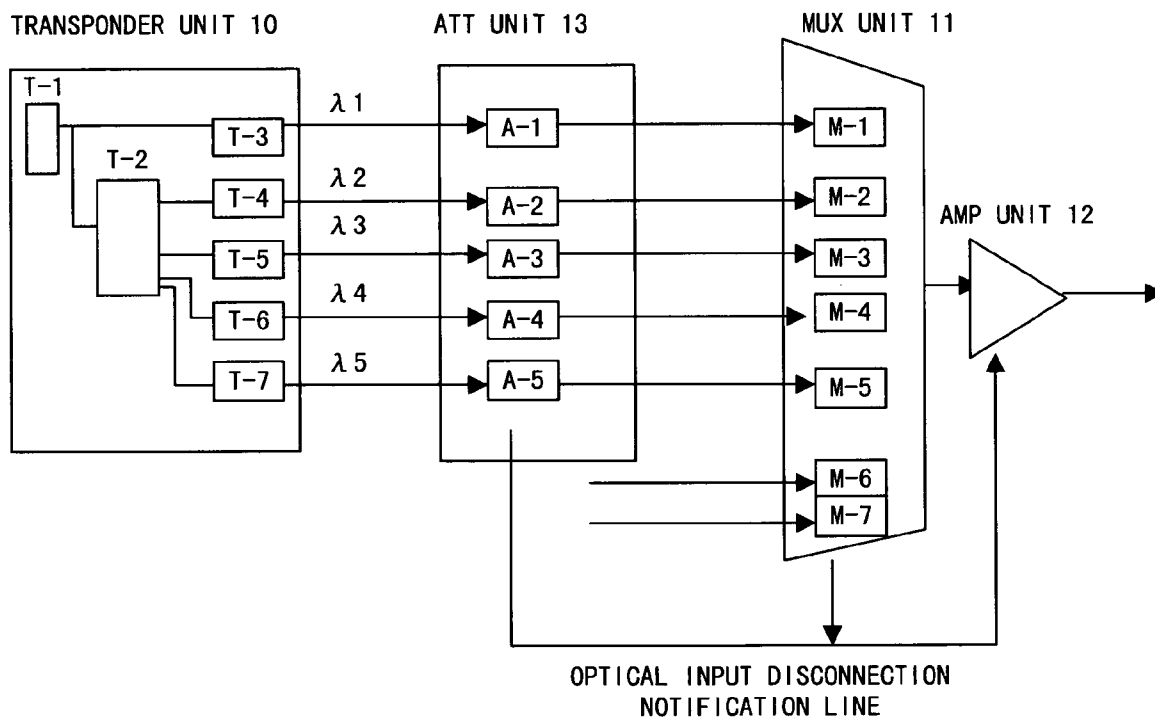 TRANSPONDER UNIT 10
ATT UNIT 13
MUX UNIT 11
T-1
T-2
T-3
T-4
T-5
T-6
T-7
λ1
λ2
λ3
λ4
λ5
A-1
A-2
A-3
A-4
A-5
M-1
M-2
M-3
M-4
M-5
M-6
M-7
AMP UNIT 12
OPTICAL INPUT DISCONNECTION
NOTIFICATION LINE